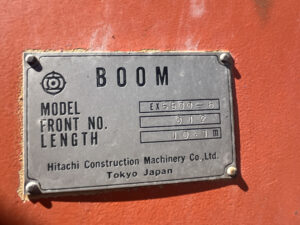 BOOM
MODEL
FRONT NO.
LENGTH
Hitachi Construction Machinery Co., Ltd.
Tokyo Japan